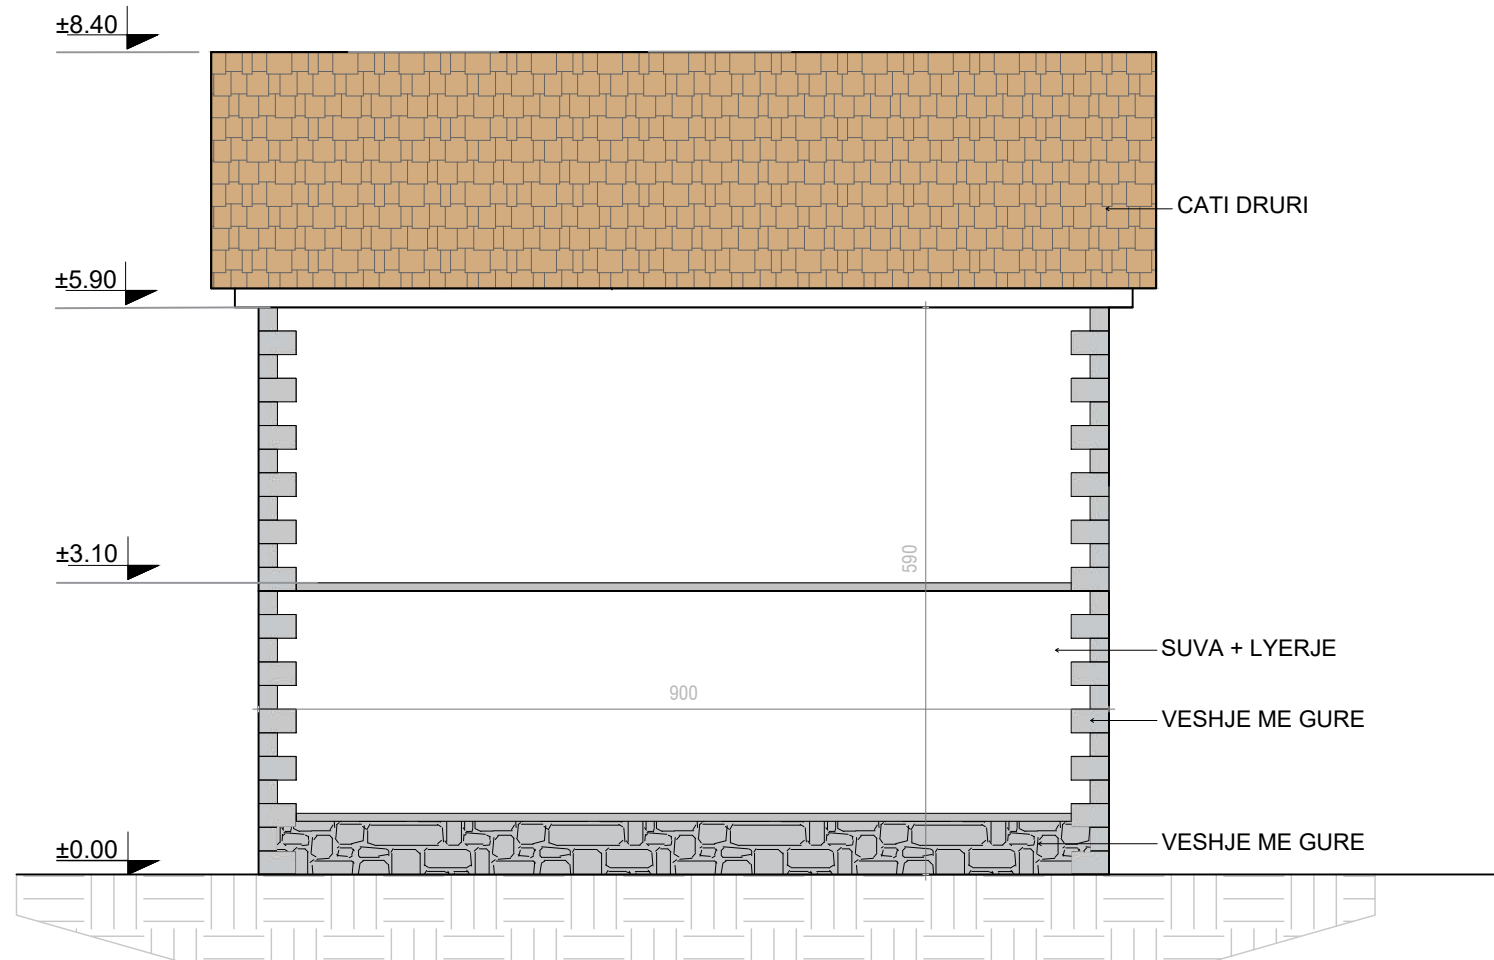 ±8.40
CATI DRURI
±5.90
±3.10
590
SUVA + LYERJE
900
VESHJE ME GURE
VESHJE ME GURE
±0.00